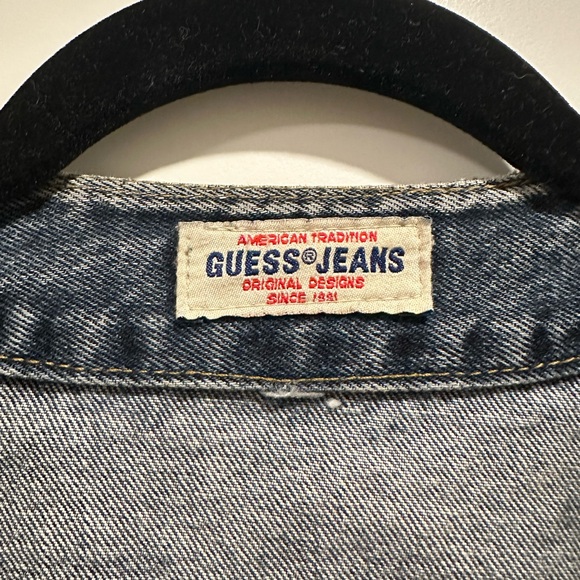 AMERICAN TRADITION
GUESS® JEANS
ORIGINAL DESIGNS
SINCE 1981